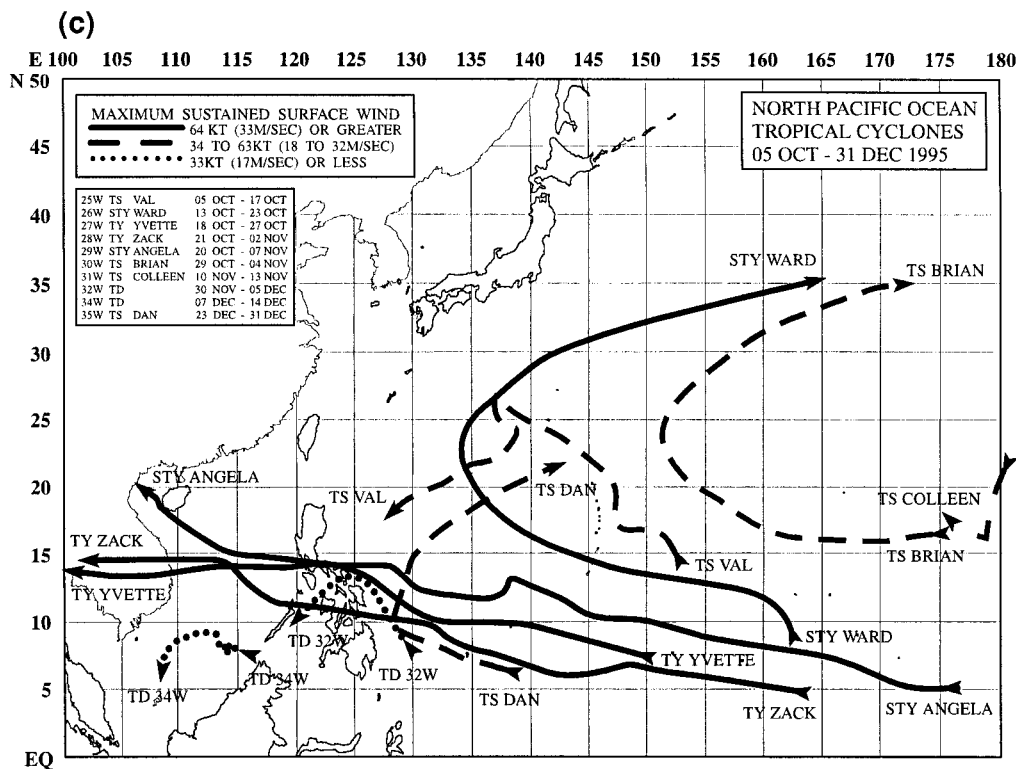 (c)
E 100 105 110 115 120 125 130 135 140 145 150 155 160 165 170 175 180
N 50
45
40
35
30
25
20
15
10
5
EQ
MAXIMUM SUSTAINED SURFACE WIND
64 KT (33M/SEC) OR GREATER
34 TO 63KT (18 TO 32M/SEC)
33KT (17M/SEC) OR LESS
25W TS VAL 05 OCT - 17 OCT
26W STY WARD 13 OCT - 23 OCT
27W TY YVETTE 18 OCT - 27 OCT
28W TY ZACK 21 OCT - 02 NOV
29W STY ANGELA 20 OCT - 07 NOV
30W TS BRIAN 29 OCT - 04 NOV
31W TS COLLEEN 10 NOV - 13 NOV
32W TD 30 NOV - 05 DEC
34W TD 07 DEC - 14 DEC
35W TS DAN 23 DEC - 31 DEC
NORTH PACIFIC OCEAN
TROPICAL CYCLONES
05 OCT - 31 DEC 1995
STY WARD
TS BRIAN
STY ANGELA
TS VAL
TS DAN
TS COLLEEN
TY ZACK
TS BRIAN
TS VAL
TY YVETTE
TD 32W
STY WARD
TY YVETTE
TD 32W
TD 34W
TD 34W
TS DAN
TY ZACK
STY ANGELA